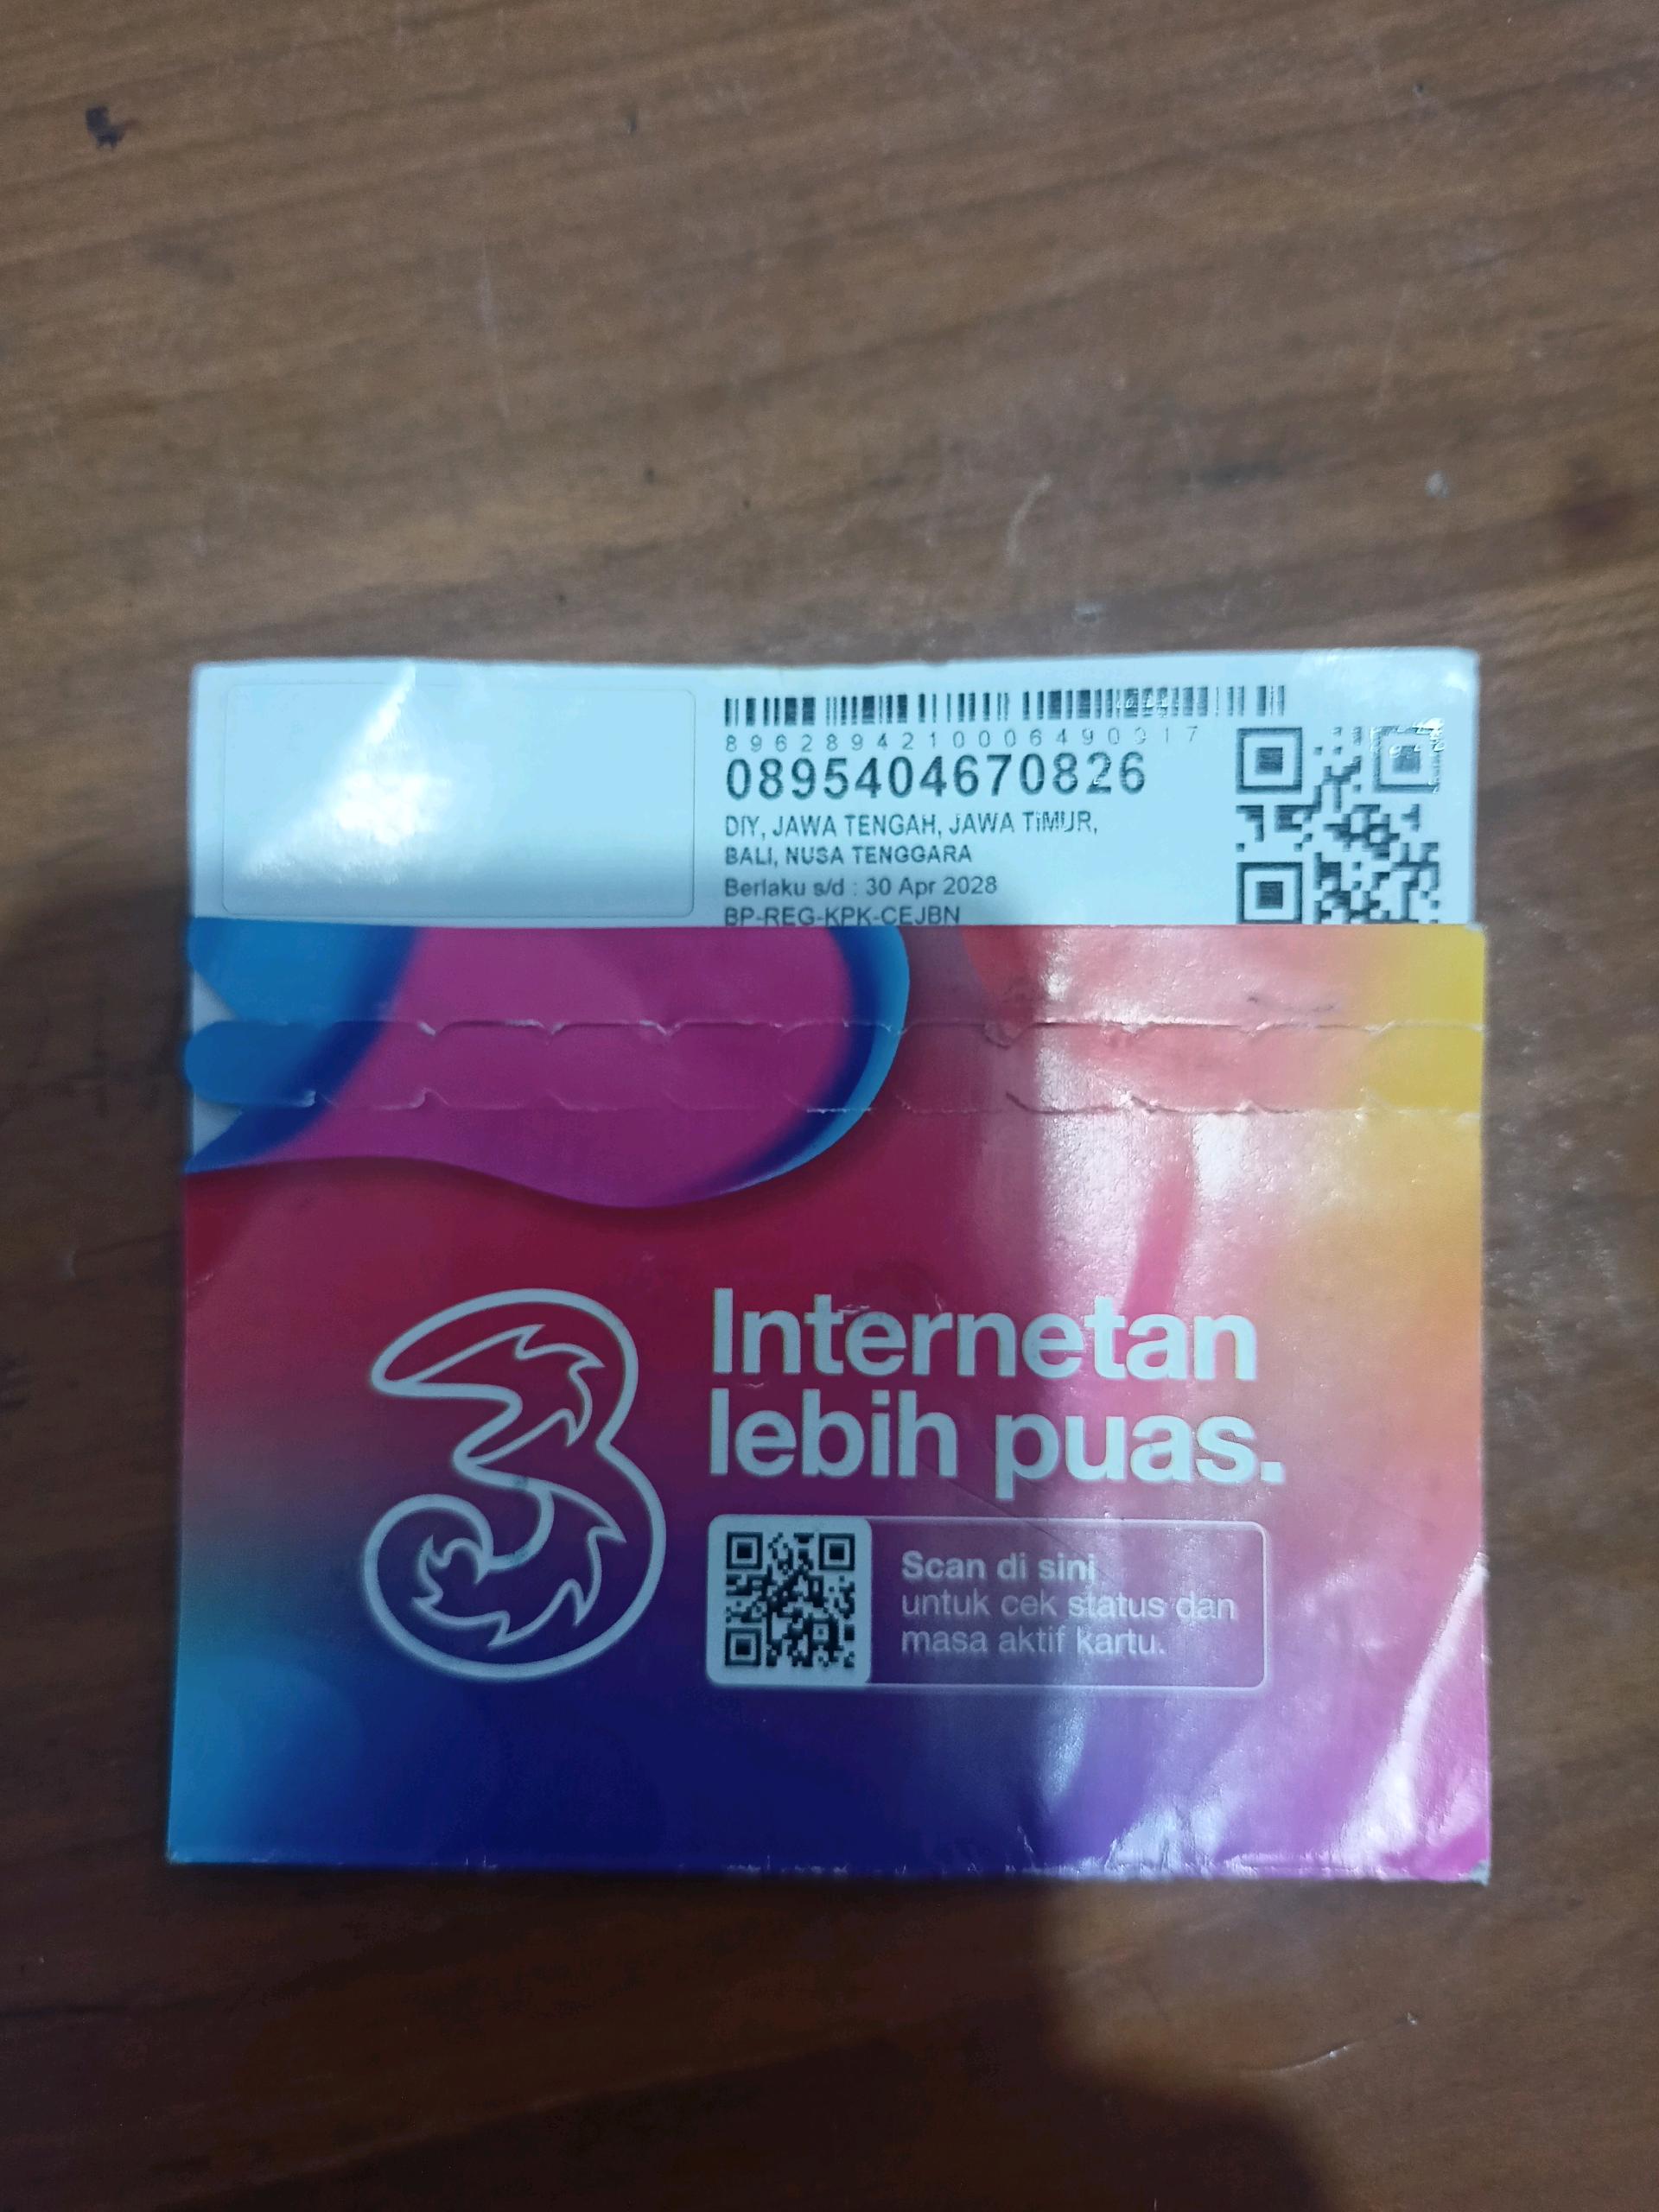 8962894210006490917
0895404670826
DIY, JAWA TENGAH, JAWA TIMUR,
BALI, NUSA TENGGARA
Berlaku s/d : 30 Apr 2028
BP-REG-KPK-CEJBN
3
Internetan
lebih puas.
Scan di sini
untuk cek status dan
masa aktif kartu.